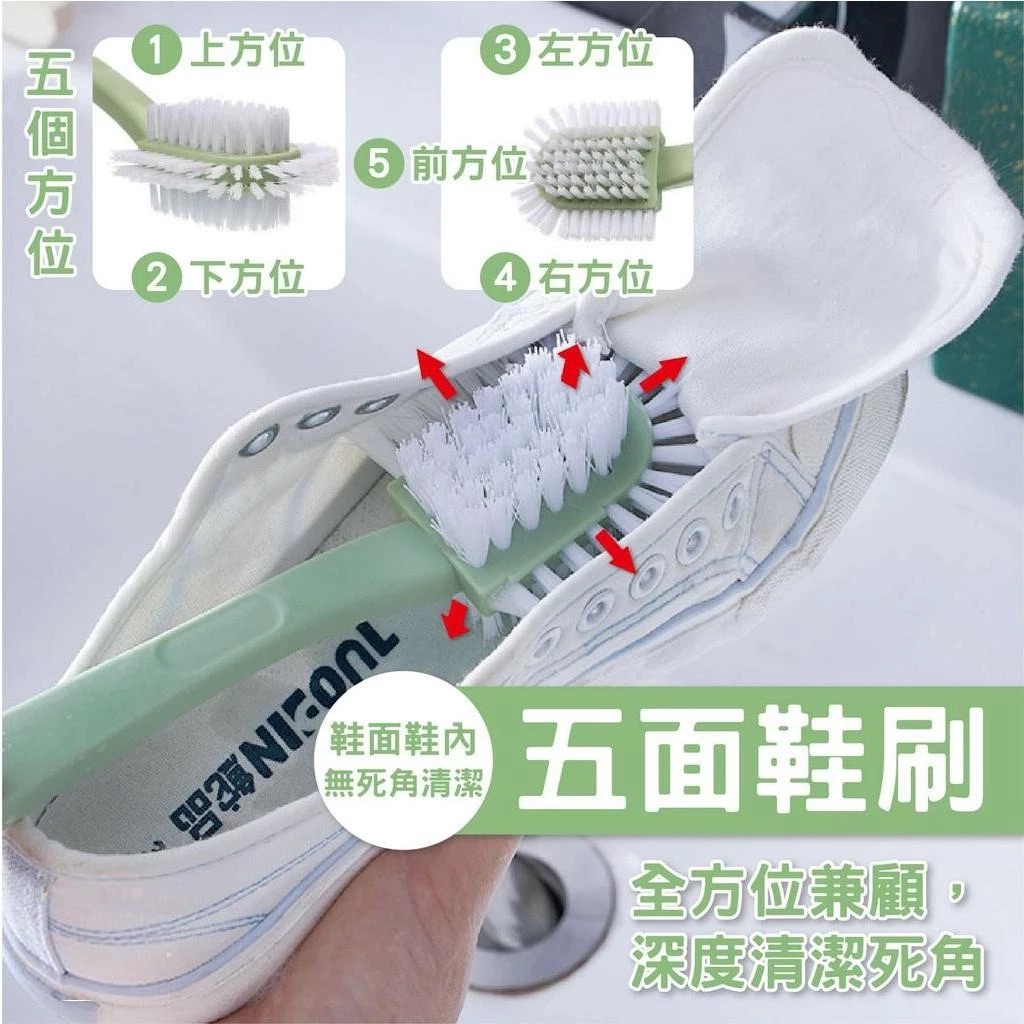 五個方位
1 上方位
2 下方位
3 左方位
5 前方位
4 右方位
鞋面鞋內
無死角清潔
五面鞋刷
全方位兼顧，
深度清潔死角